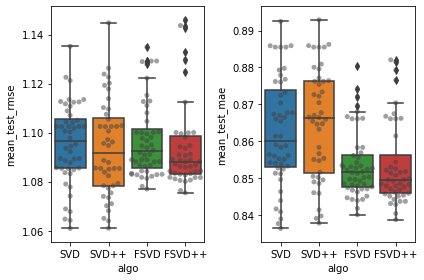 mean_test_rmse
1.14
1.12
1.10
1.08
1.06
SVD SVD++ FSVD FSVD++
algo
mean_test_mae
0.89
0.88
0.87
0.86
0.85
0.84
SVD SVD++ FSVD FSVD++
algo